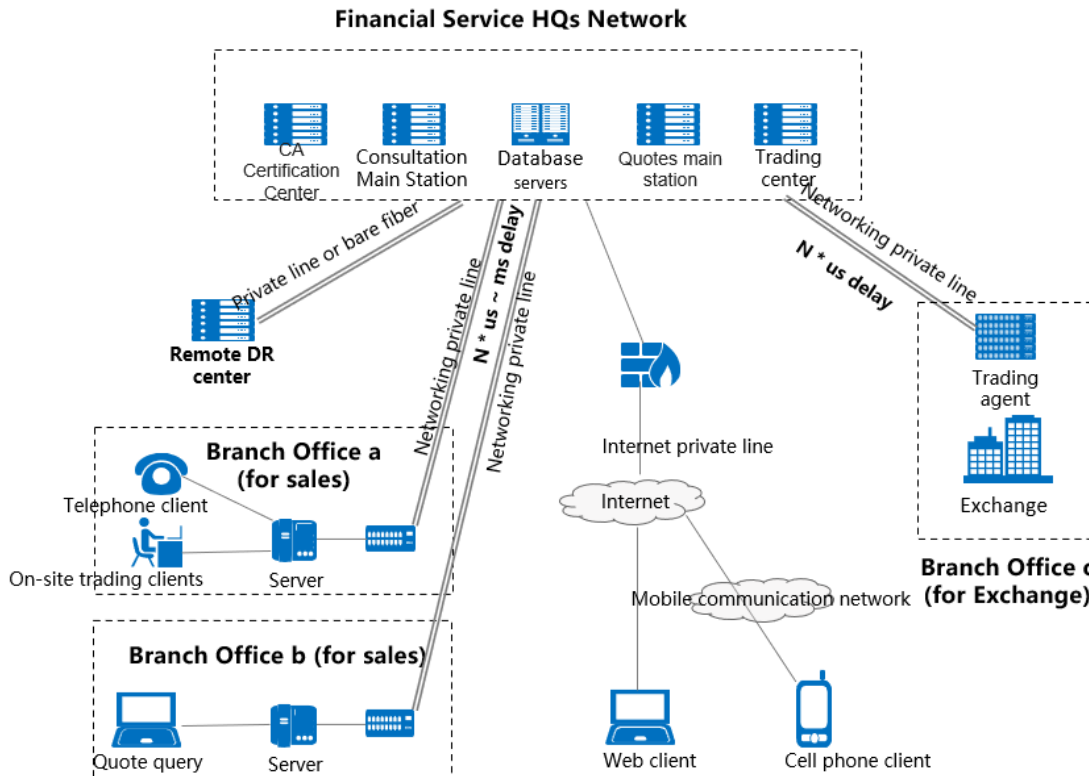 Financial Service HQs Network
CA
Certification
Center
Consultation
Main Station
Database
servers
Quotes main
station
Trading
center
Private line or bare fiber
Networking private line
N * us ~ ms delay
Networking private line
Networking private line
N * us delay
Remote DR
center
Trading
agent
Exchange
Branch Office a
(for sales)
Telephone client
On-site trading clients
Server
Internet private line
Internet
Mobile communication network
Branch Office c
(for Exchange)
Branch Office b (for sales)
Quote query
Server
Web client
Cell phone client